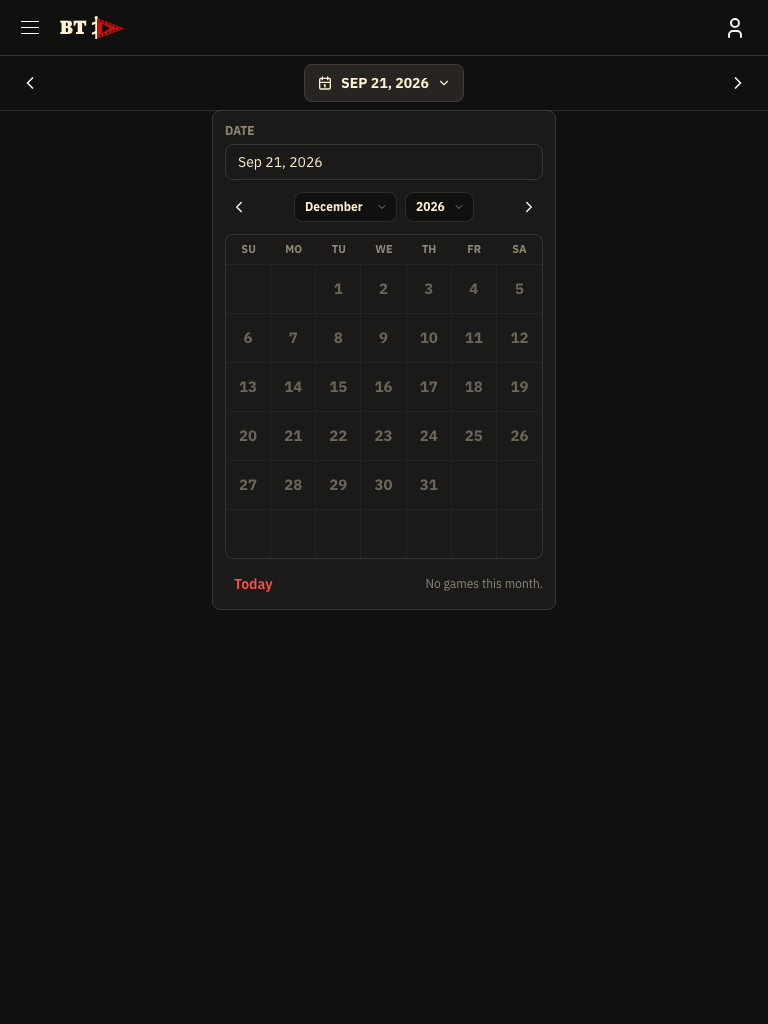 BT
SEP 21, 2026
DATE
Sep 21, 2026
December 2026
SU MO TU WE TH FR SA
1 2 3 4 5
6 7 8 9 10 11 12
13 14 15 16 17 18 19
20 21 22 23 24 25 26
27 28 29 30 31
Today No games this month.